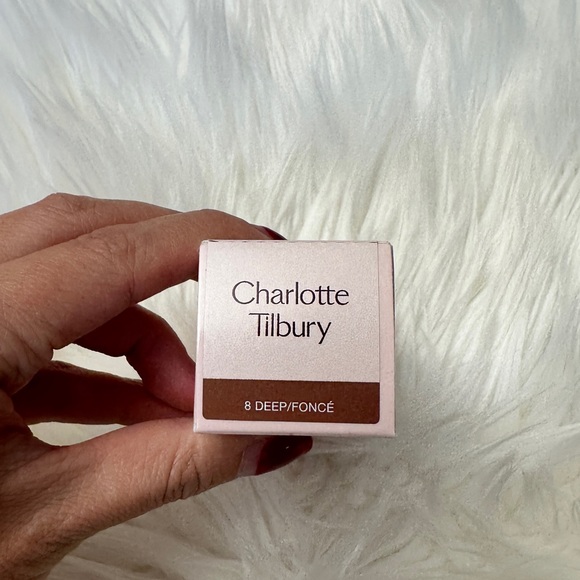 Charlotte
Tilbury
8 DEEP/FONCÉ